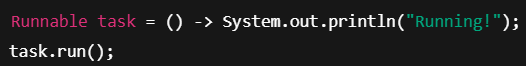 Runnable task = () -> System.out.println("Running!");
task.run();